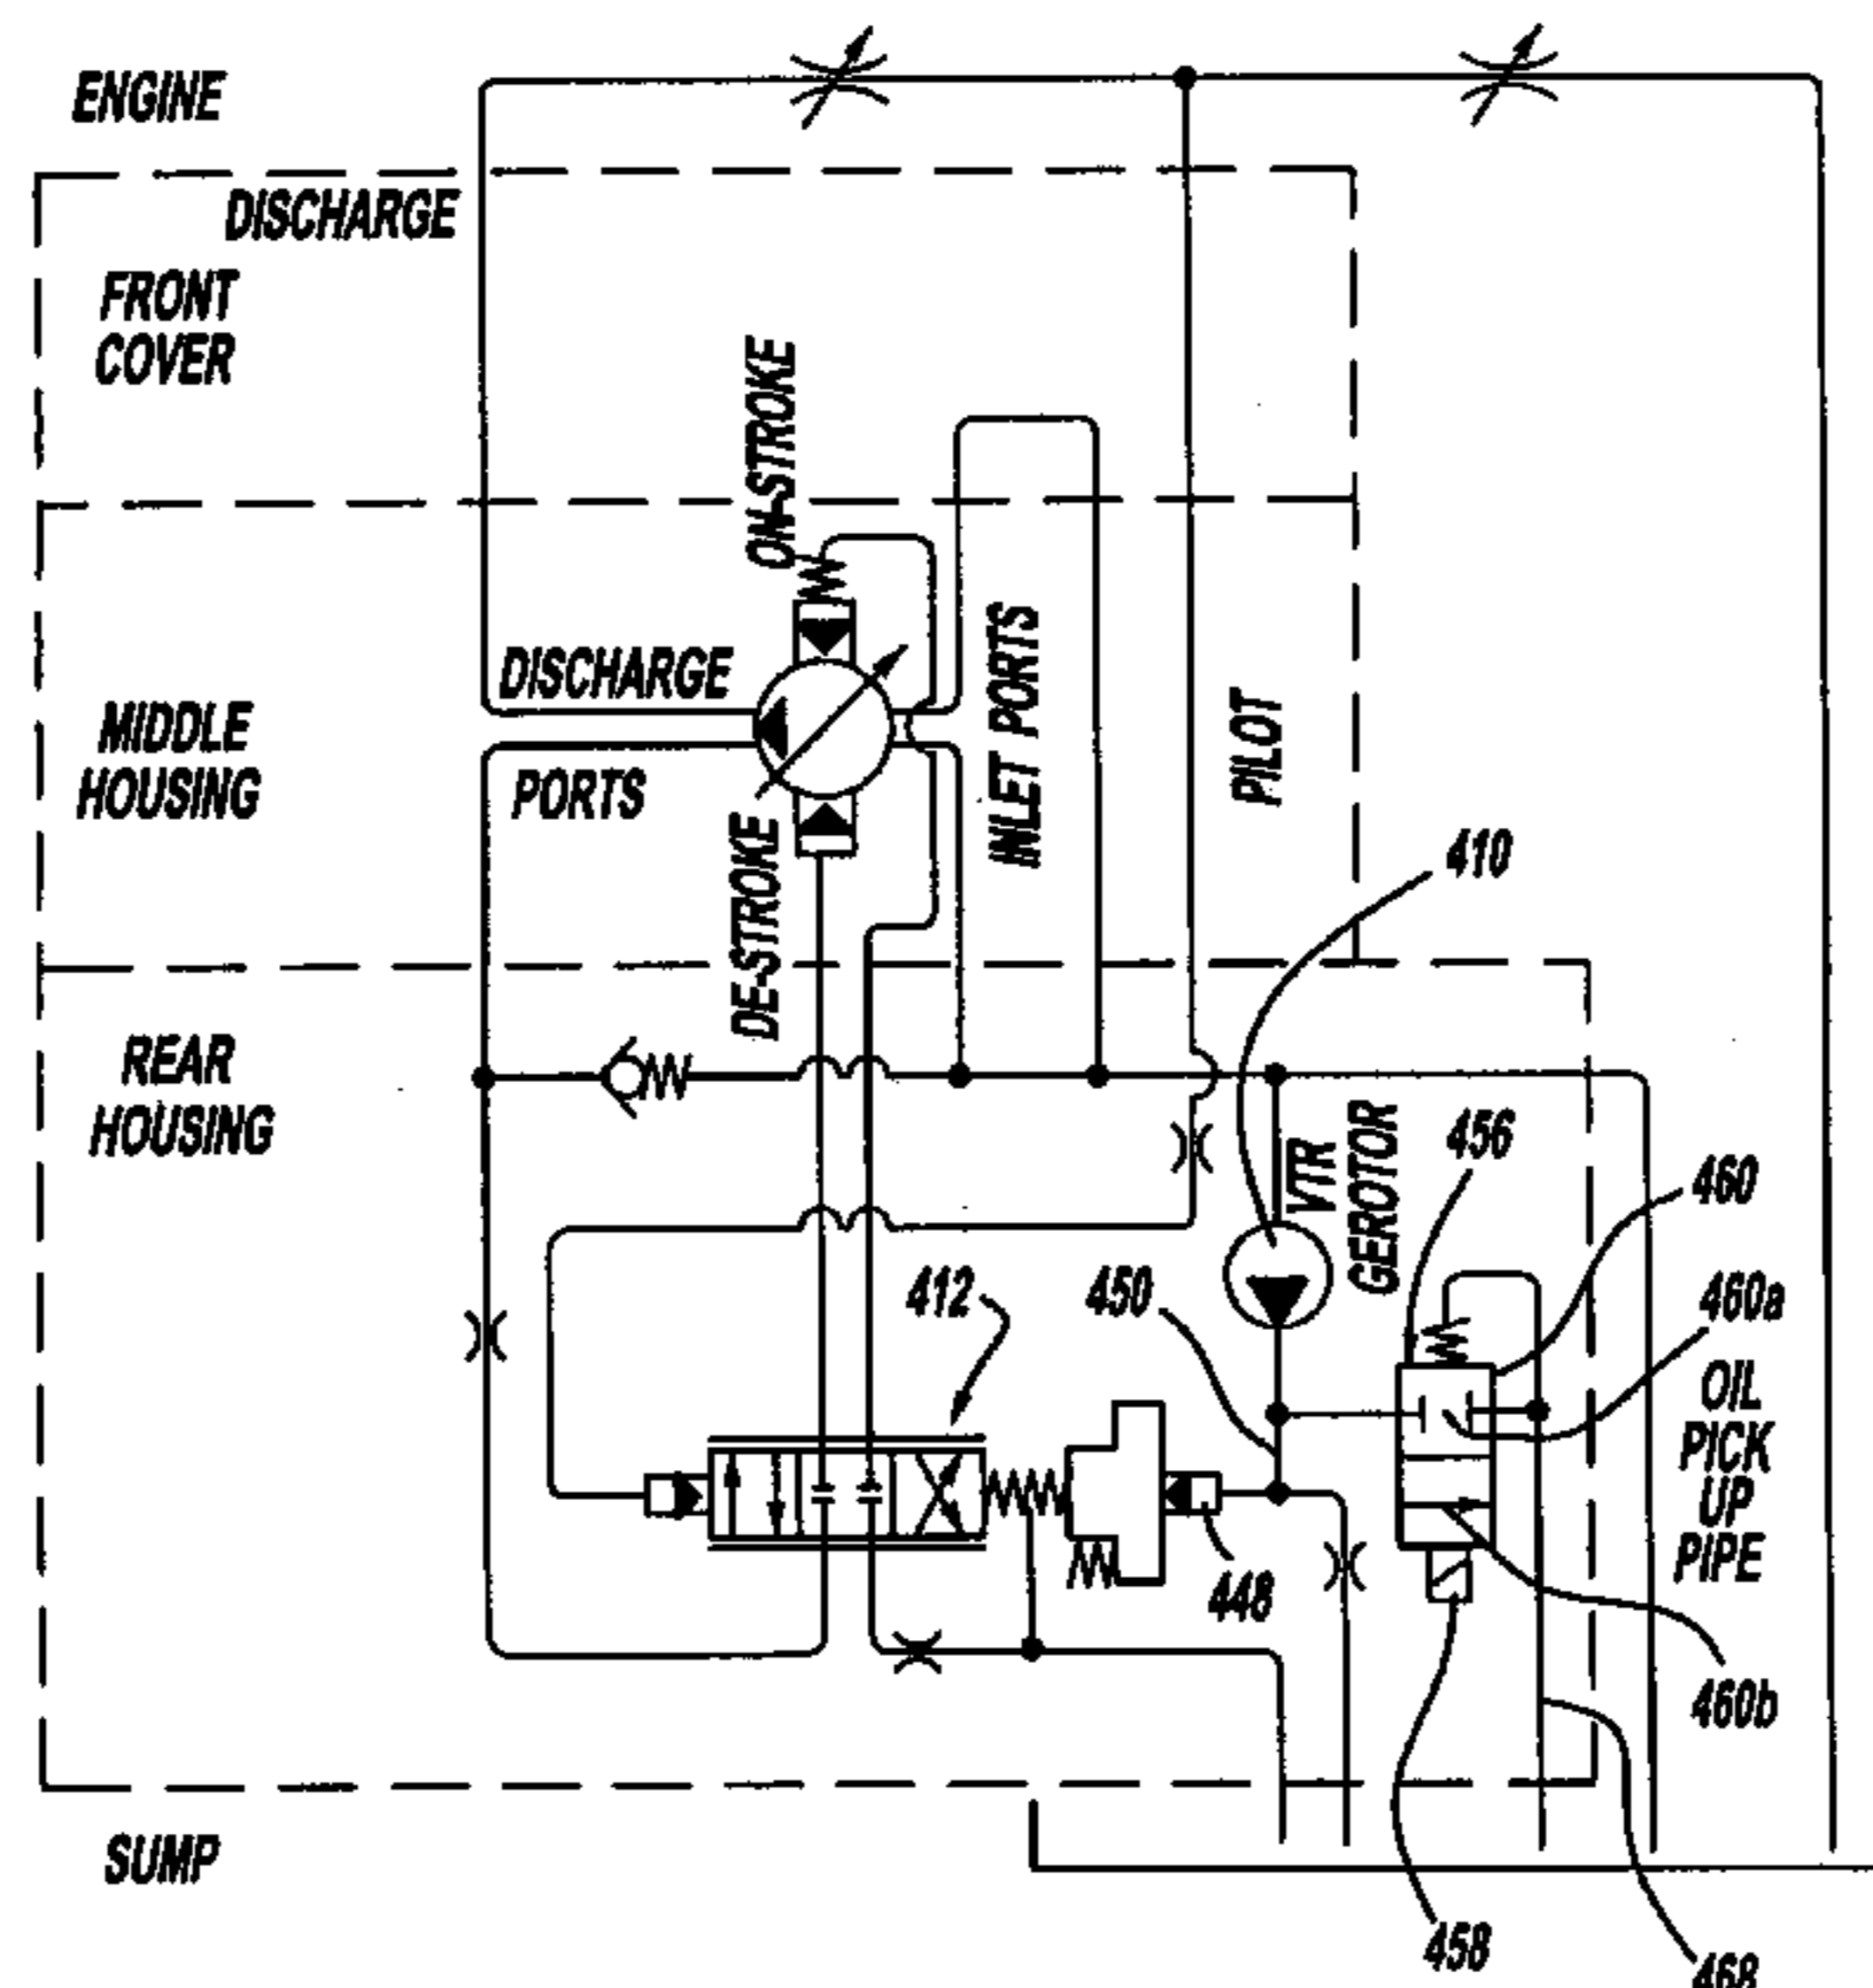 ENGINE
DISCHARGE
FRONT
COVER
ON-STROKE
DISCHARGE
PORTS
INLET PORTS
PILOT
MIDDLE
HOUSING
DE-STROKE
410
REAR
HOUSING
VTR
GEROTOR
456
460
412
450
460a
OIL
PICK
UP
PIPE
448
460b
SUMP
458
468